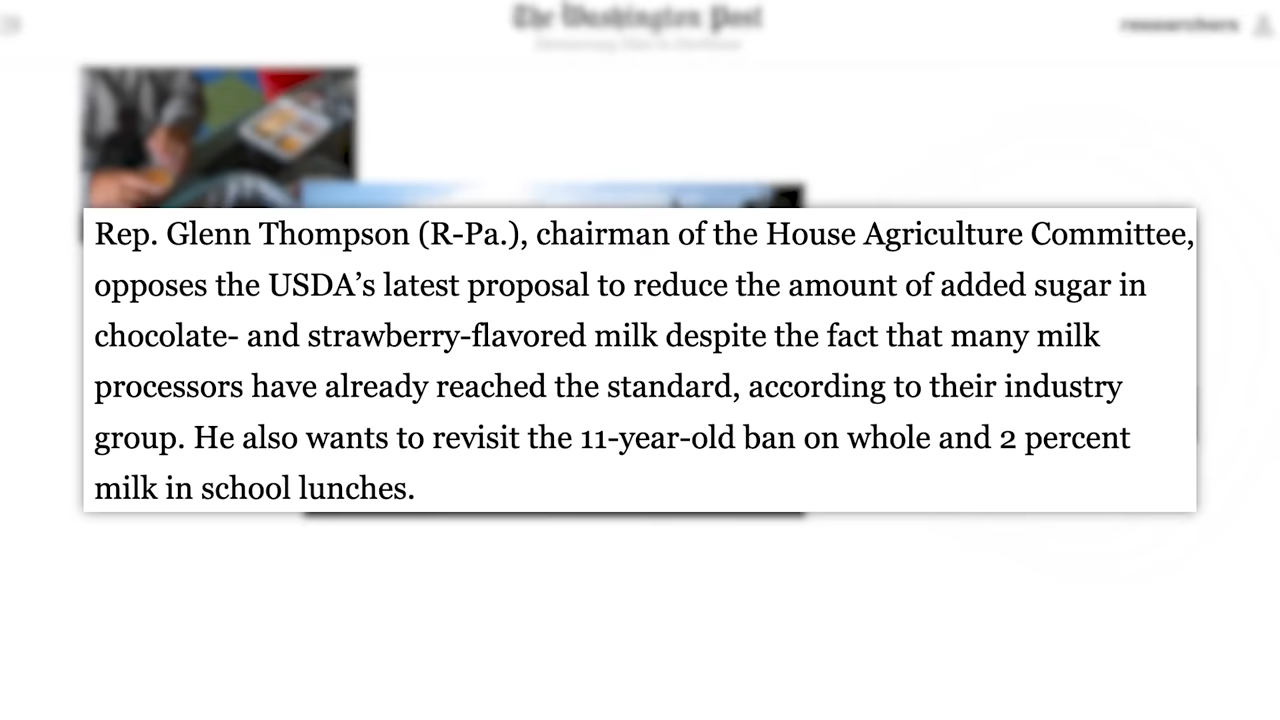 The Washington Post
Rep. Glenn Thompson (R-Pa.), chairman of the House Agriculture Committee,
opposes the USDA’s latest proposal to reduce the amount of added sugar in
chocolate- and strawberry-flavored milk despite the fact that many milk
processors have already reached the standard, according to their industry
group. He also wants to revisit the 11-year-old ban on whole and 2 percent
milk in school lunches.